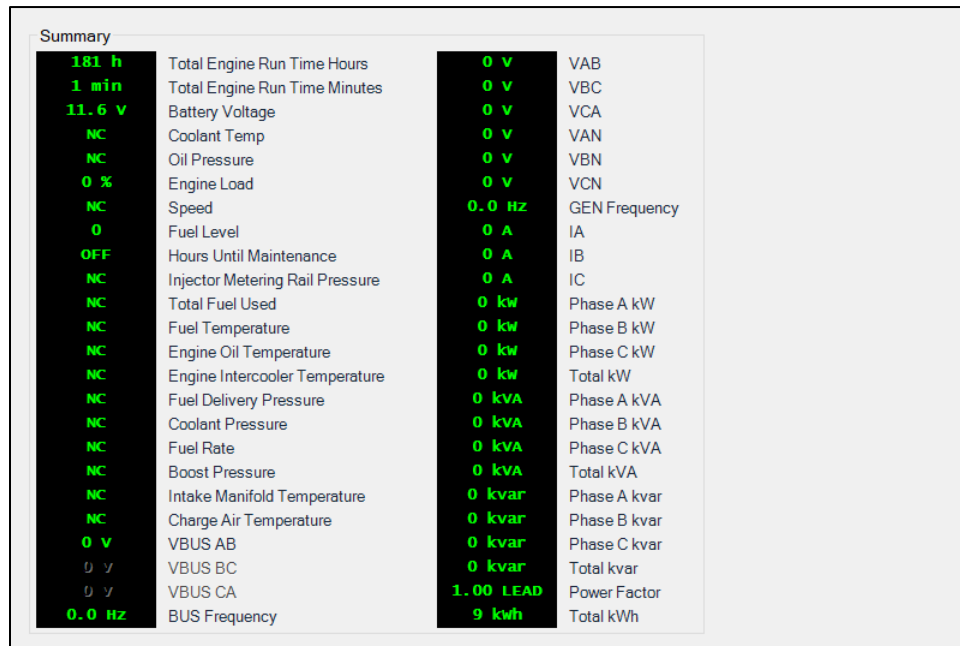 Summary
181 h Total Engine Run Time Hours 0 V VAB
1 min Total Engine Run Time Minutes 0 V VBC
11.6 V Battery Voltage 0 V VCA
NC Coolant Temp 0 V VAN
NC Oil Pressure 0 V VBN
0 % Engine Load 0 V VCN
NC Speed 0.0 Hz GEN Frequency
0 Fuel Level 0 A IA
OFF Hours Until Maintenance 0 A IB
NC Injector Metering Rail Pressure 0 A IC
NC Total Fuel Used 0 kW Phase A kW
NC Fuel Temperature 0 kW Phase B kW
NC Engine Oil Temperature 0 kW Phase C kW
NC Engine Intercooler Temperature 0 kW Total kW
NC Fuel Delivery Pressure 0 kVA Phase A kVA
NC Coolant Pressure 0 kVA Phase B kVA
NC Fuel Rate 0 kVA Phase C kVA
NC Boost Pressure 0 kVA Total kVA
NC Intake Manifold Temperature 0 kvar Phase A kvar
NC Charge Air Temperature 0 kvar Phase B kvar
0 V VBUS AB 0 kvar Phase C kvar
0 V VBUS BC 0 kvar Total kvar
0 V VBUS CA 1.00 LEAD Power Factor
0.0 Hz BUS Frequency 9 kWh Total kWh